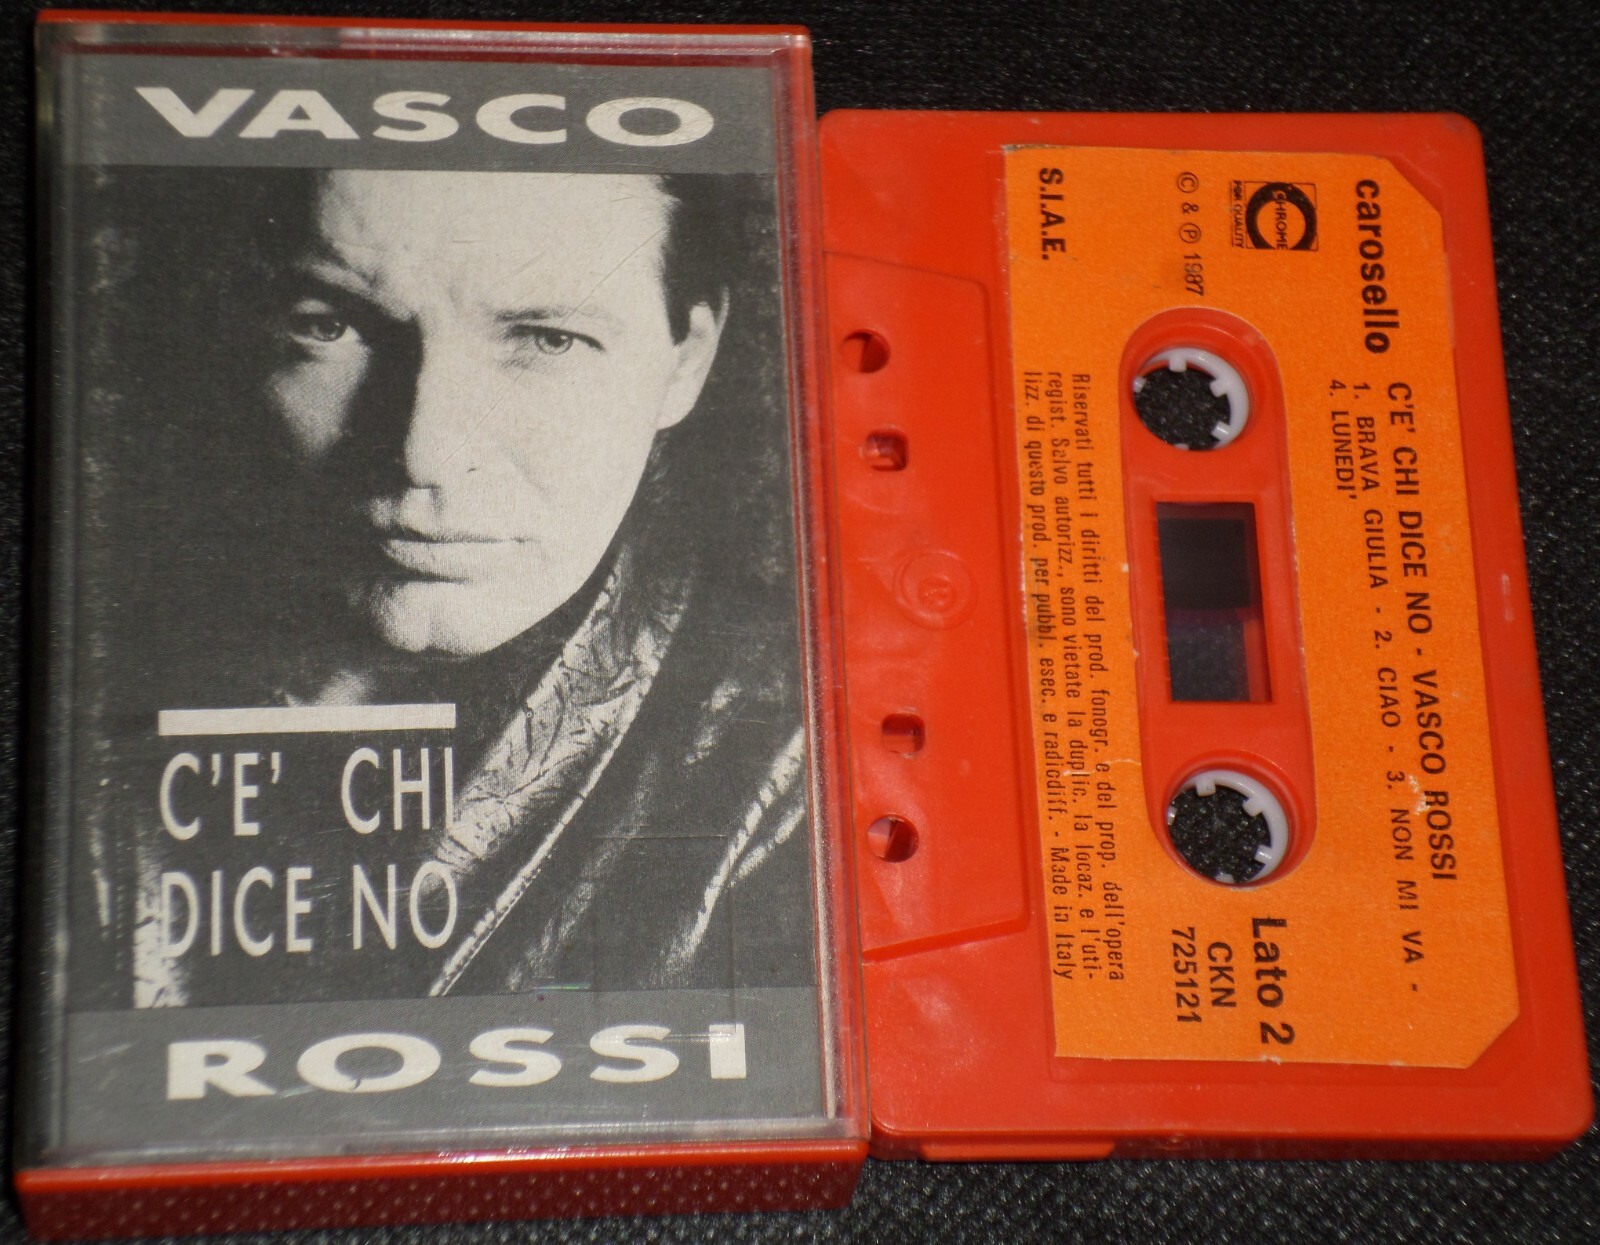 VASCO
C'E' CHI
DICE NO
ROSSI
carosello
C'E' CHI DICE NO - VASCO ROSSI
1. BRAVA GIULIA - 2. CIAO - 3. NON MI VA -
4. LUNEDI'
CHROME
FOR QUALITY
© & ℗ 1987
S.I.A.E.
Lato 2
CKN
725121
Riservati tutti i diritti del prod. fonogr. e del prop. dell'opera
regist. Salvo autorizz., sono vietate la duplic. la locaz. e l'uti-
lizz. di questo prod. per pubbl. esec. e radiodiff. - Made in Italy